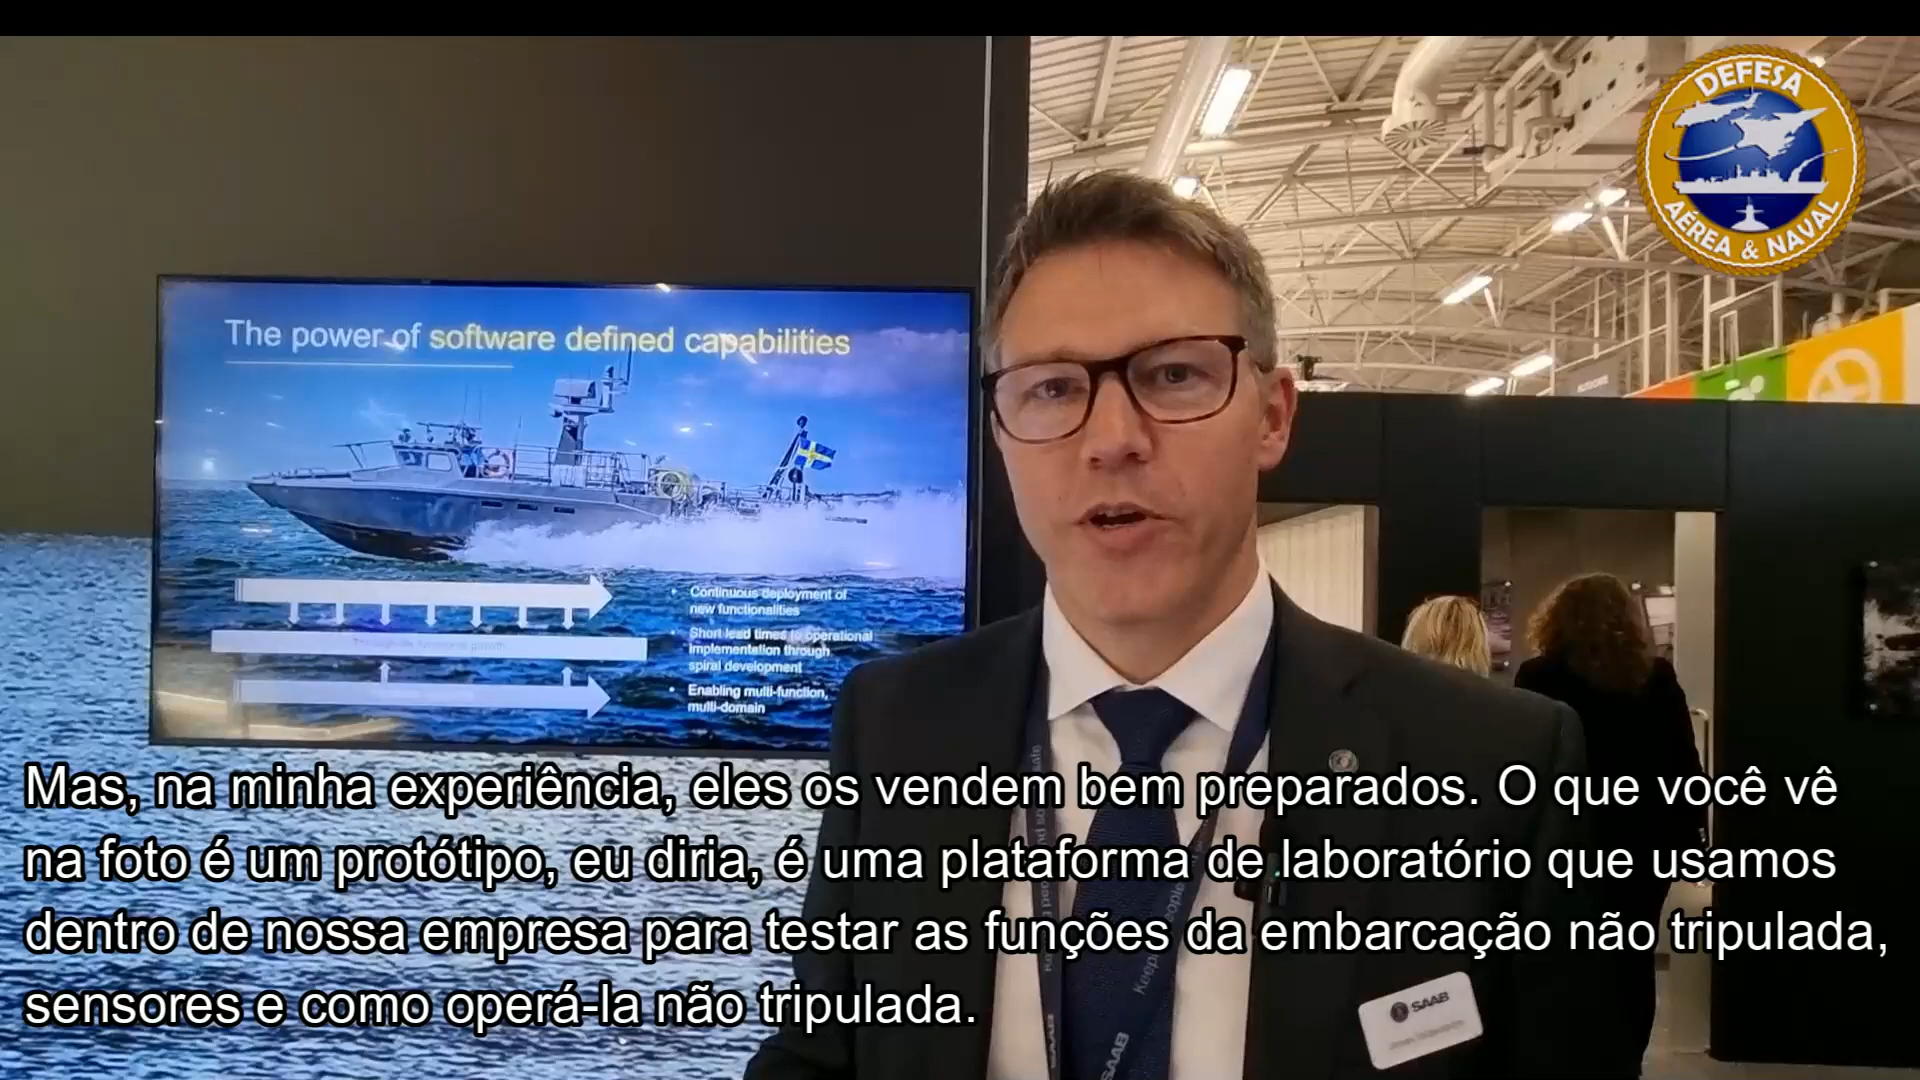 DEFESA
AÉREA & NAVAL
The power of software defined capabilities
Continuous deployment of
new functionalities
Short lead times to operational
implementation through
spiral development
Enabling multi-function,
multi-domain
Mas, na minha experiência, eles os vendem bem preparados. O que você vê
na foto é um protótipo, eu diria, é uma plataforma de laboratório que usamos
dentro de nossa empresa para testar as funções da embarcação não tripulada,
sensores e como operá-la não tripulada.
SAAB
SAAB
SAAB